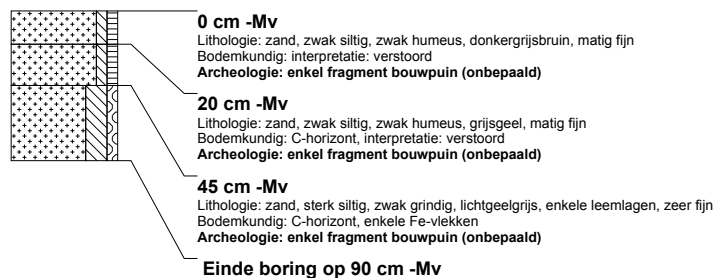 0 cm -Mv
Lithologie: zand, zwak siltig, zwak humeus, donkergrijsbruin, matig fijn
Bodemkundig: interpretatie: verstoord
Archeologie: enkel fragment bouwpuin (onbepaald)
20 cm -Mv
Lithologie: zand, zwak siltig, zwak humeus, grijsgeel, matig fijn
Bodemkundig: C-horizont, interpretatie: verstoord
Archeologie: enkel fragment bouwpuin (onbepaald)
45 cm -Mv
Lithologie: zand, sterk siltig, zwak grindig, lichtgeelgrijs, enkele leemlagen, zeer fijn
Bodemkundig: C-horizont, enkele Fe-vlekken
Archeologie: enkel fragment bouwpuin (onbepaald)
Einde boring op 90 cm -Mv